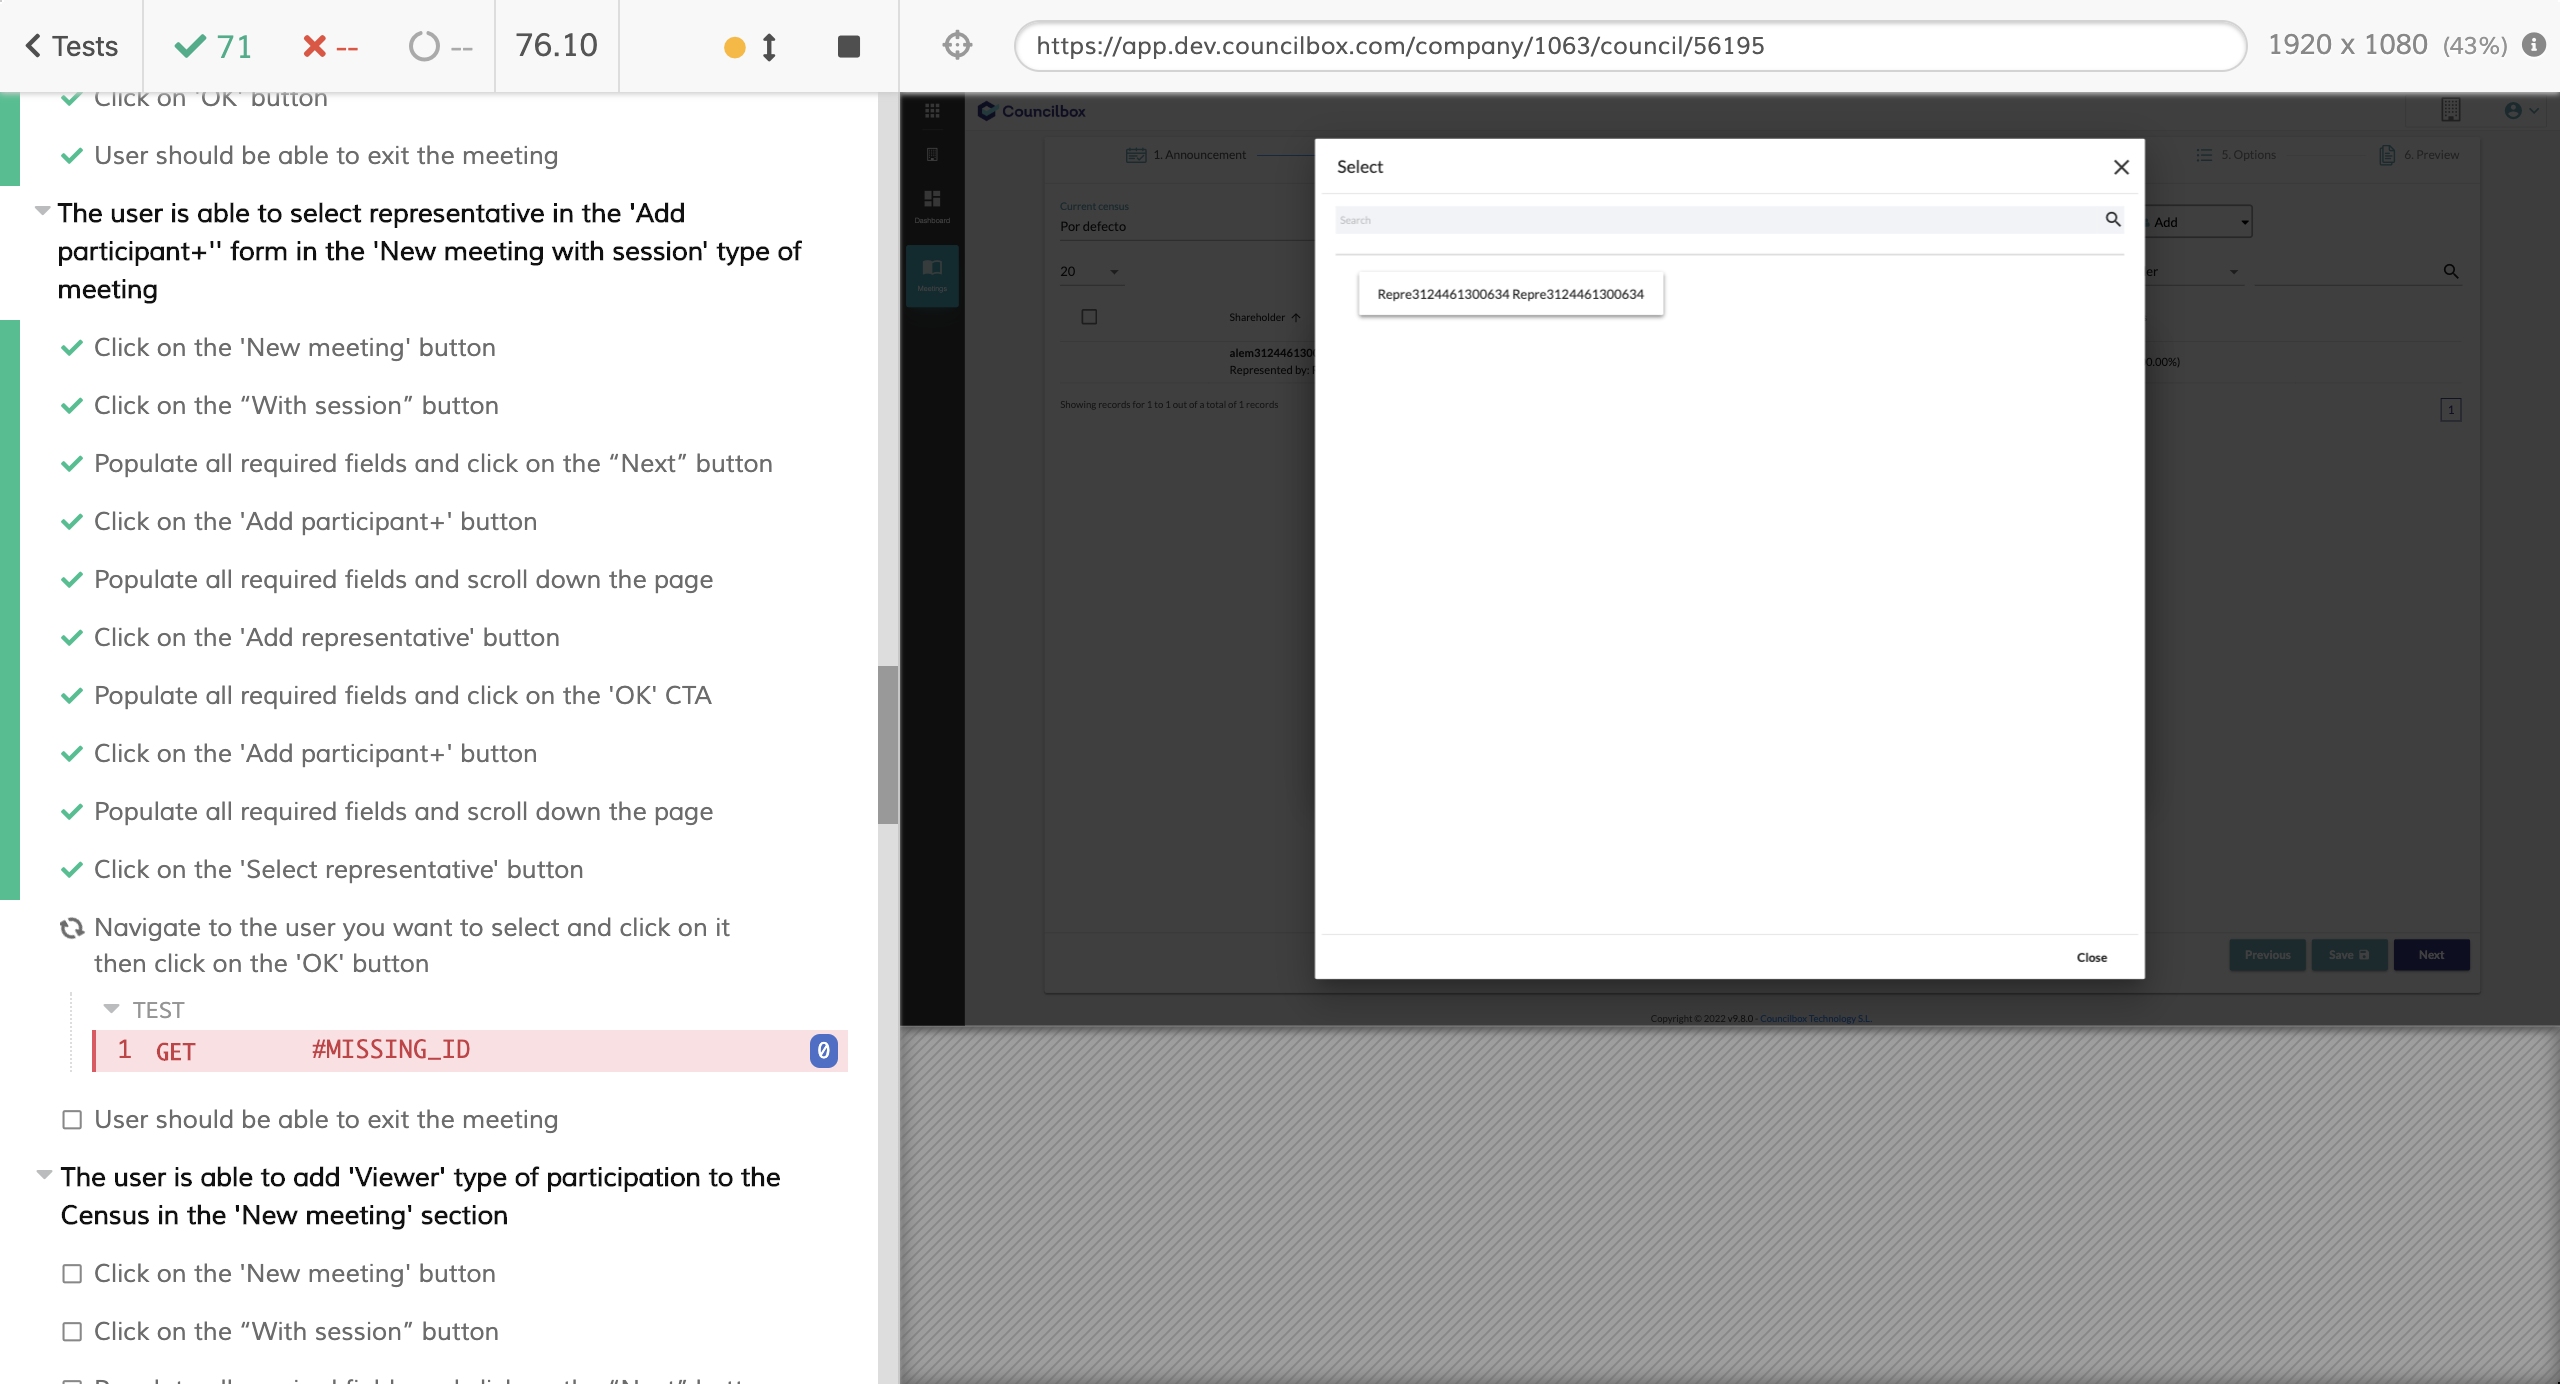 Tests
71
--
--
76.10
https://app.dev.councilbox.com/company/1063/council/56195
1920 x 1080 (43%)
Click on 'OK' button
User should be able to exit the meeting
The user is able to select representative in the 'Add
participant+'' form in the 'New meeting with session' type of
meeting
Click on the 'New meeting' button
Click on the “With session” button
Populate all required fields and click on the “Next” button
Click on the 'Add participant+' button
Populate all required fields and scroll down the page
Click on the 'Add representative' button
Populate all required fields and click on the 'OK' CTA
Click on the 'Add participant+' button
Populate all required fields and scroll down the page
Click on the 'Select representative' button
Navigate to the user you want to select and click on it
then click on the 'OK' button
TEST
1 GET #MISSING_ID 0
User should be able to exit the meeting
The user is able to add 'Viewer' type of participation to the
Census in the 'New meeting' section
Click on the 'New meeting' button
Click on the “With session” button
Councilbox
Dashboard
Meetings
1. Announcement
5. Options
6. Preview
Current census
Por defecto
Add
20
er
Shareholder
alem312446130
Represented by:
0.00%)
Showing records for 1 to 1 out of a total of 1 records
1
Select
Search
Repre3124461300634 Repre3124461300634
Close
Previous
Save
Next
Copyright © 2022 v9.8.0 - Councilbox Technology S.L.